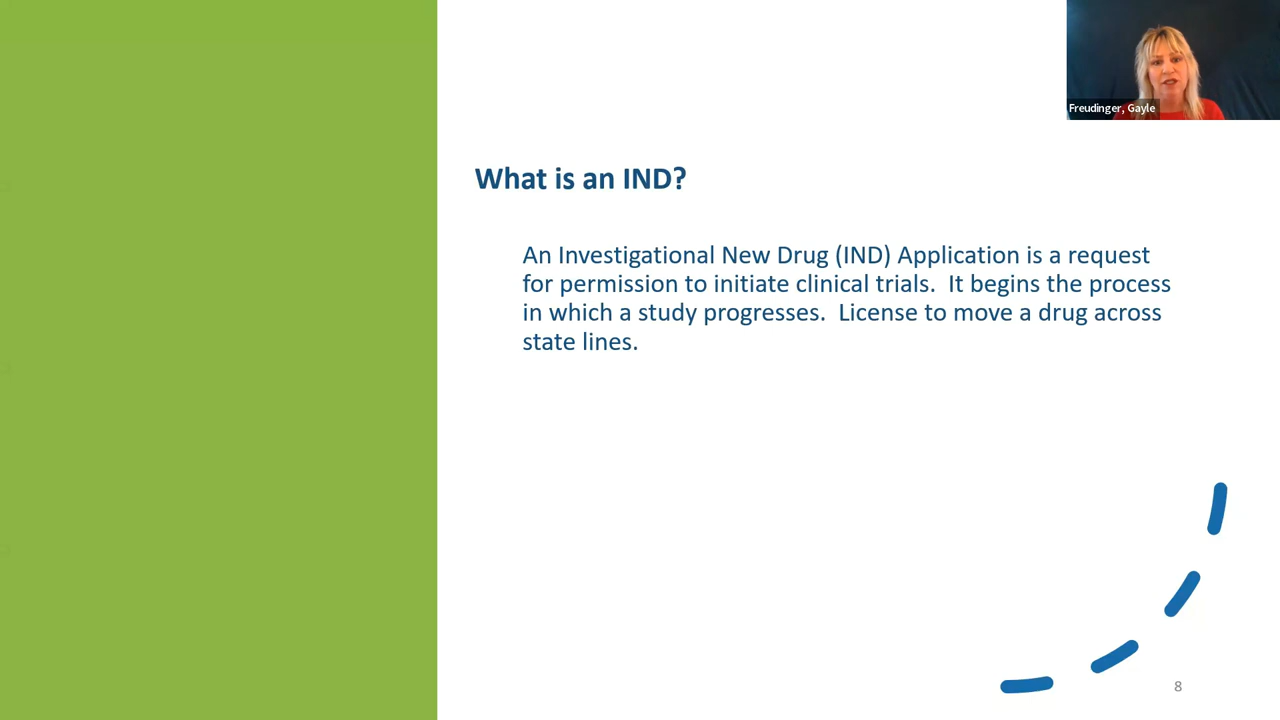 Freudinger, Gayle
What is an IND?
An Investigational New Drug (IND) Application is a request
for permission to initiate clinical trials.  It begins the process
in which a study progresses.  License to move a drug across
state lines.
8